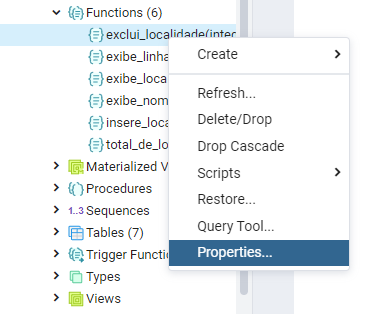 Functions (6)
exclui_localidade(integ
exibe_linha
exibe_loca
exibe_nom
insere_loca
total_de_lo
Materialized V
Procedures
1..3 Sequences
Tables (7)
Trigger Functio
Types
Views
Create
Refresh...
Delete/Drop
Drop Cascade
Scripts
Restore...
Query Tool...
Properties...